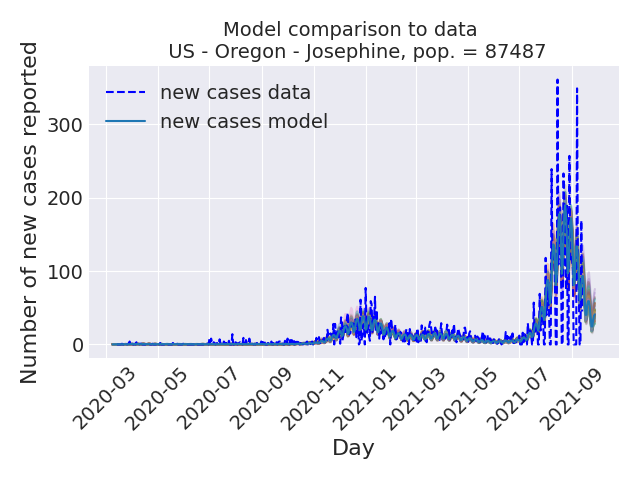 Model comparison to data
US - Oregon - Josephine, pop. = 87487
new cases data
new cases model
Number of new cases reported
300
200
100
0
2020-03
2020-05
2020-07
2020-09
2020-11
2021-01
2021-03
2021-05
2021-07
2021-09
Day